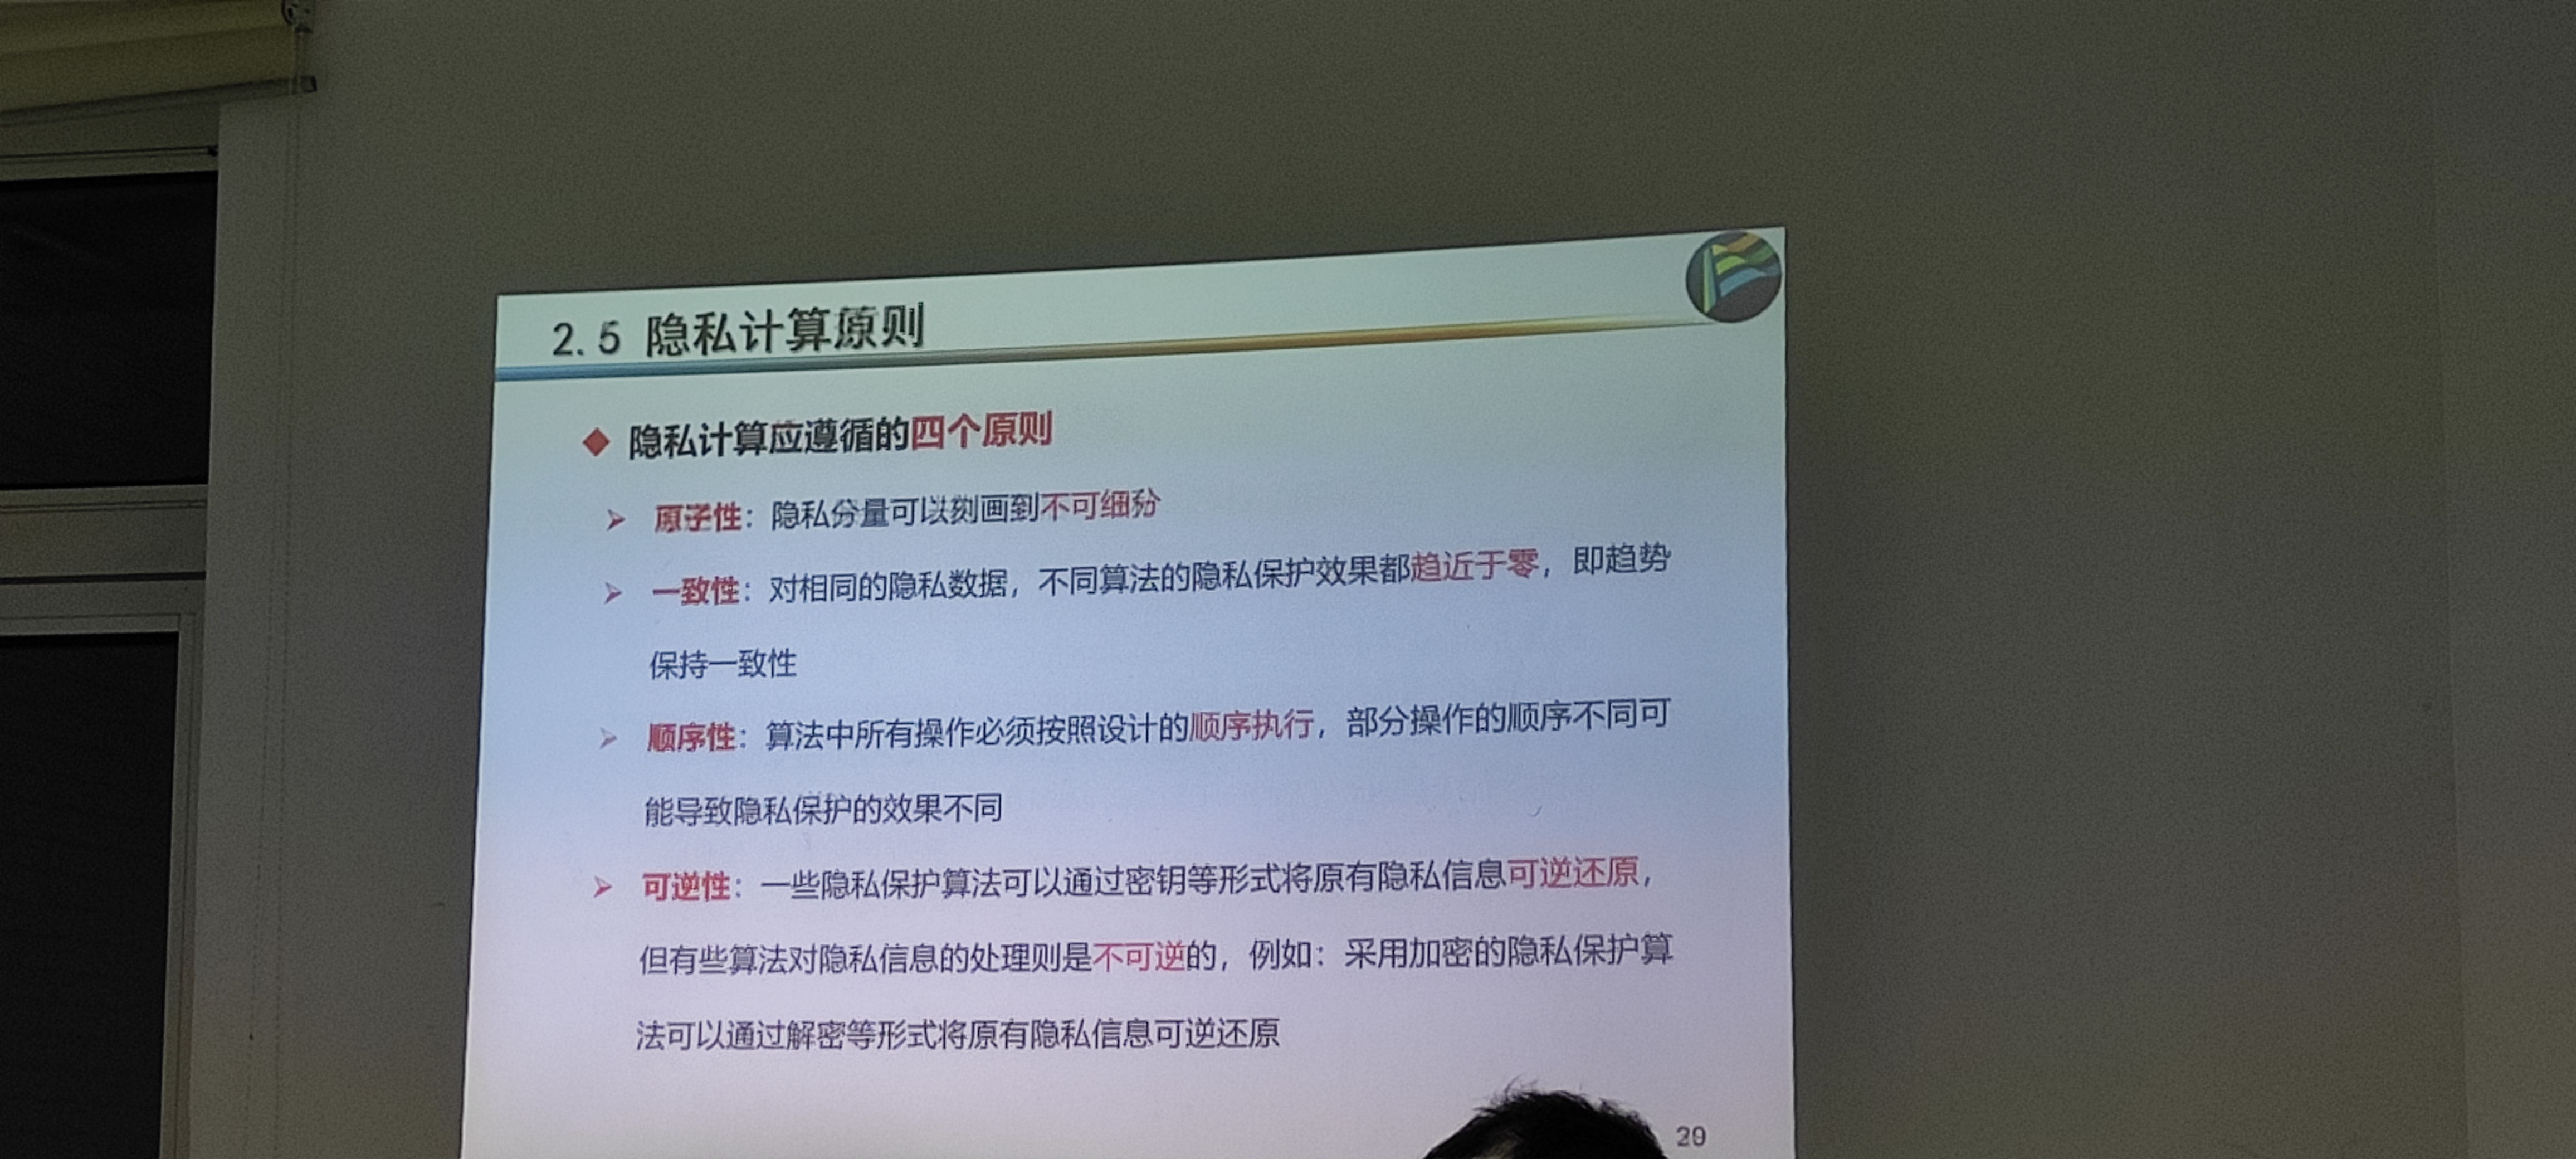 2.5 隐私计算原则
隐私计算应遵循的四个原则
原子性：隐私分量可以刻画到不可细分
一致性：对相同的隐私数据，不同算法的隐私保护效果都趋近于零，即趋势
保持一致性
顺序性：算法中所有操作必须按照设计的顺序执行，部分操作的顺序不同可
能导致隐私保护的效果不同
可逆性：一些隐私保护算法可以通过密钥等形式将原有隐私信息可逆还原，
但有些算法对隐私信息的处理则是不可逆的，例如：采用加密的隐私保护算
法可以通过解密等形式将原有隐私信息可逆还原
29